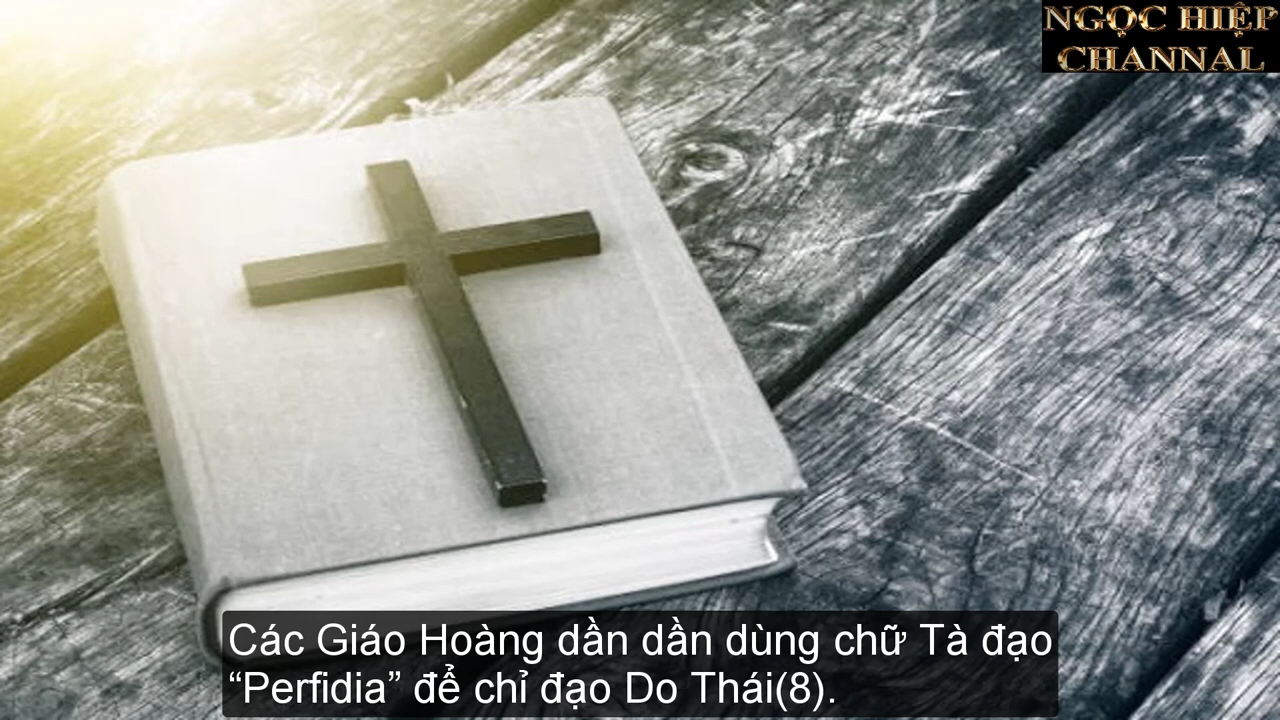 NGỌC HIỆP
CHANNAL
Các Giáo Hoàng dần dần dùng chữ Tà đạo
“Perfidia” để chỉ đạo Do Thái(8).